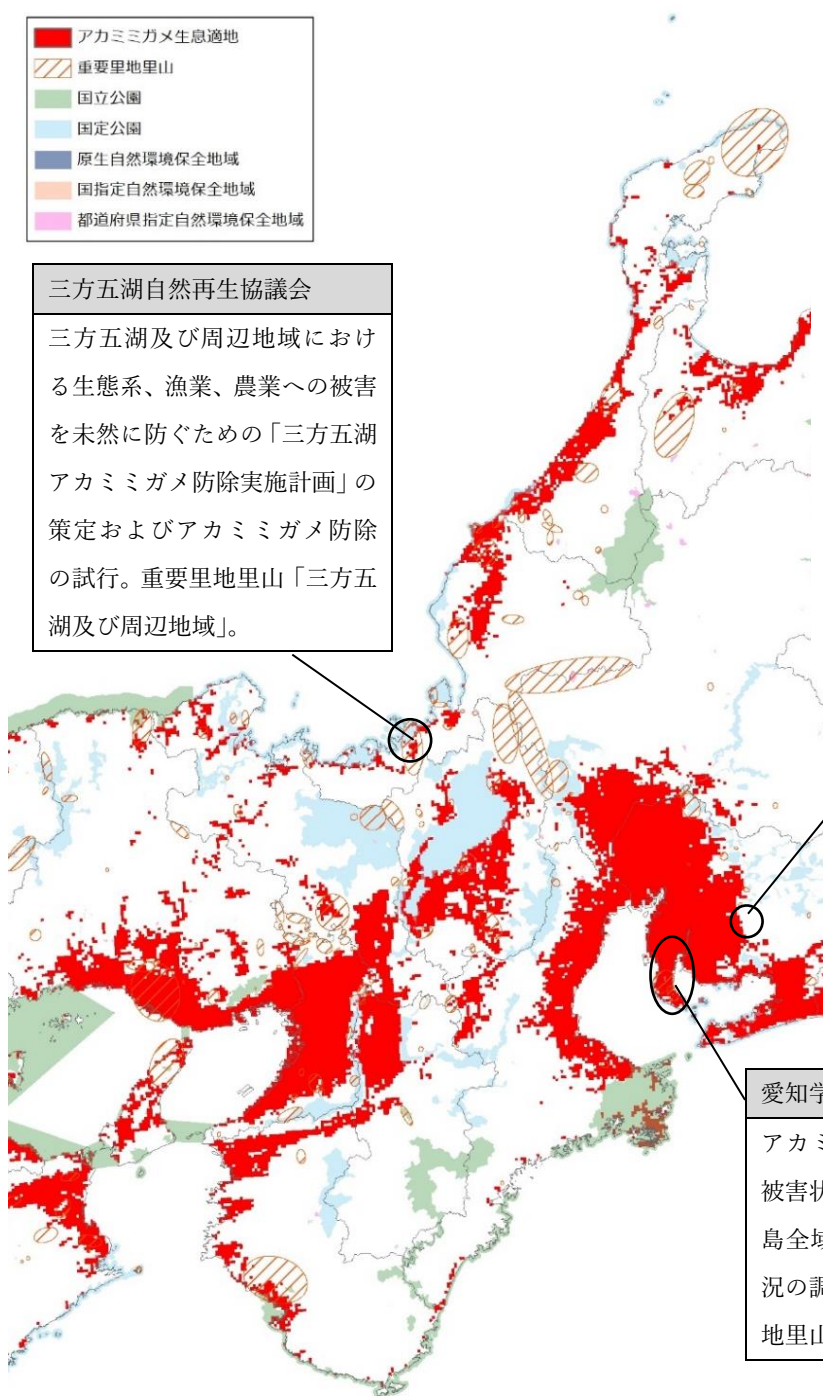 アカミミガメ生息適地
重要里地里山
国立公園
国定公園
原生自然環境保全地域
国指定自然環境保全地域
都道府県指定自然環境保全地域
三方五湖自然再生協議会
三方五湖及び周辺地域におけ
る生態系、漁業、農業への被害
を未然に防ぐための「三方五湖
アカミミガメ防除実施計画」の
策定およびアカミミガメ防除
の試行。重要里地里山「三方五
湖及び周辺地域」。
愛知学
アカミ
被害状
島全域
況の調
地里山